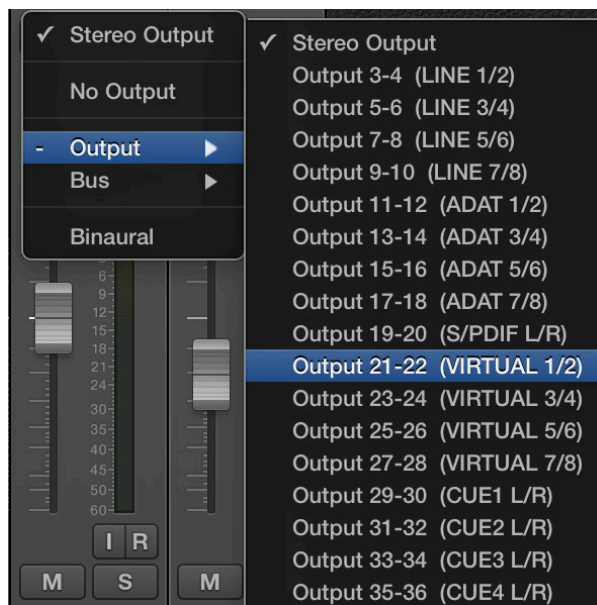 ✓ Stereo Output
No Output
- Output ▶
Bus ▶
Binaural
✓ Stereo Output
Output 3-4 (LINE 1/2)
Output 5-6 (LINE 3/4)
Output 7-8 (LINE 5/6)
Output 9-10 (LINE 7/8)
Output 11-12 (ADAT 1/2)
Output 13-14 (ADAT 3/4)
Output 15-16 (ADAT 5/6)
Output 17-18 (ADAT 7/8)
Output 19-20 (S/PDIF L/R)
Output 21-22 (VIRTUAL 1/2)
Output 23-24 (VIRTUAL 3/4)
Output 25-26 (VIRTUAL 5/6)
Output 27-28 (VIRTUAL 7/8)
Output 29-30 (CUE1 L/R)
Output 31-32 (CUE2 L/R)
Output 33-34 (CUE3 L/R)
Output 35-36 (CUE4 L/R)
6
9
12
15
18
21
24
30
35
40
45
50
60
I R
M S M